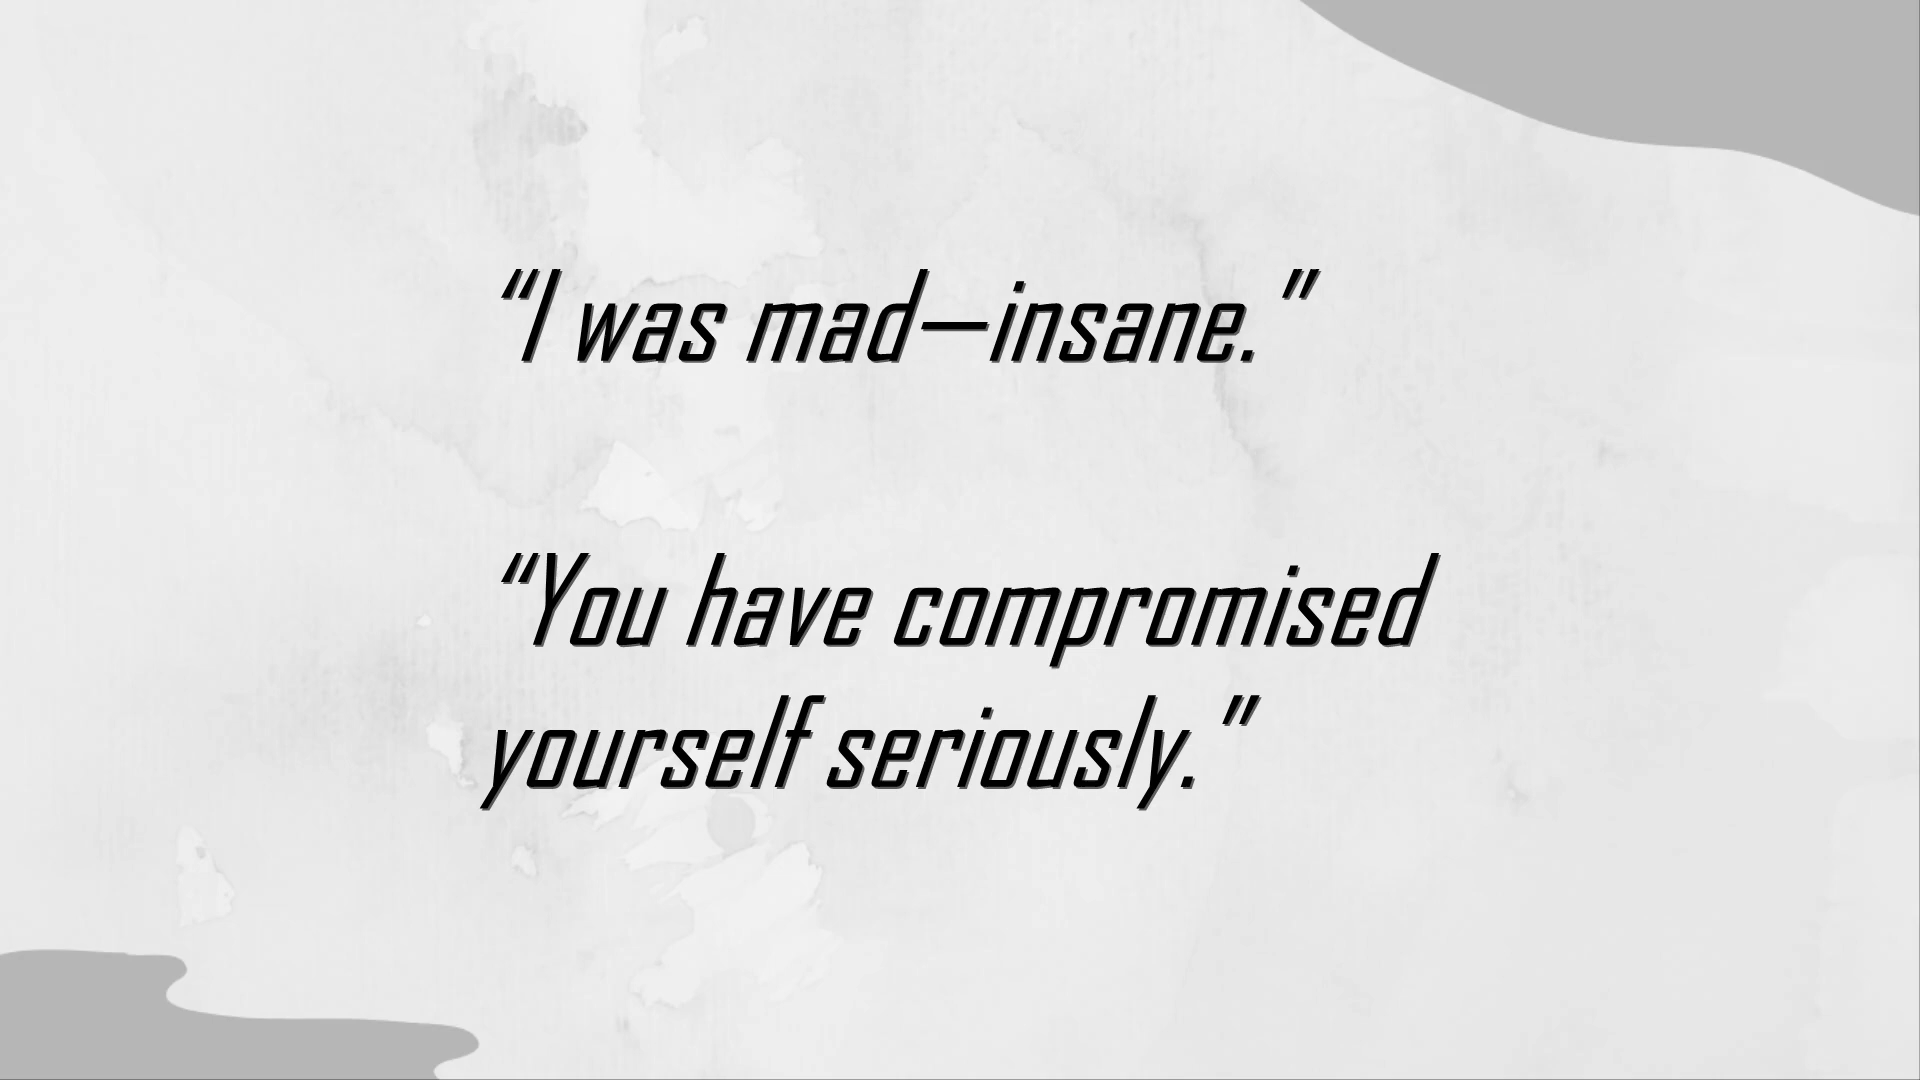 “I was mad—insane.”
“You have compromised
yourself seriously.”